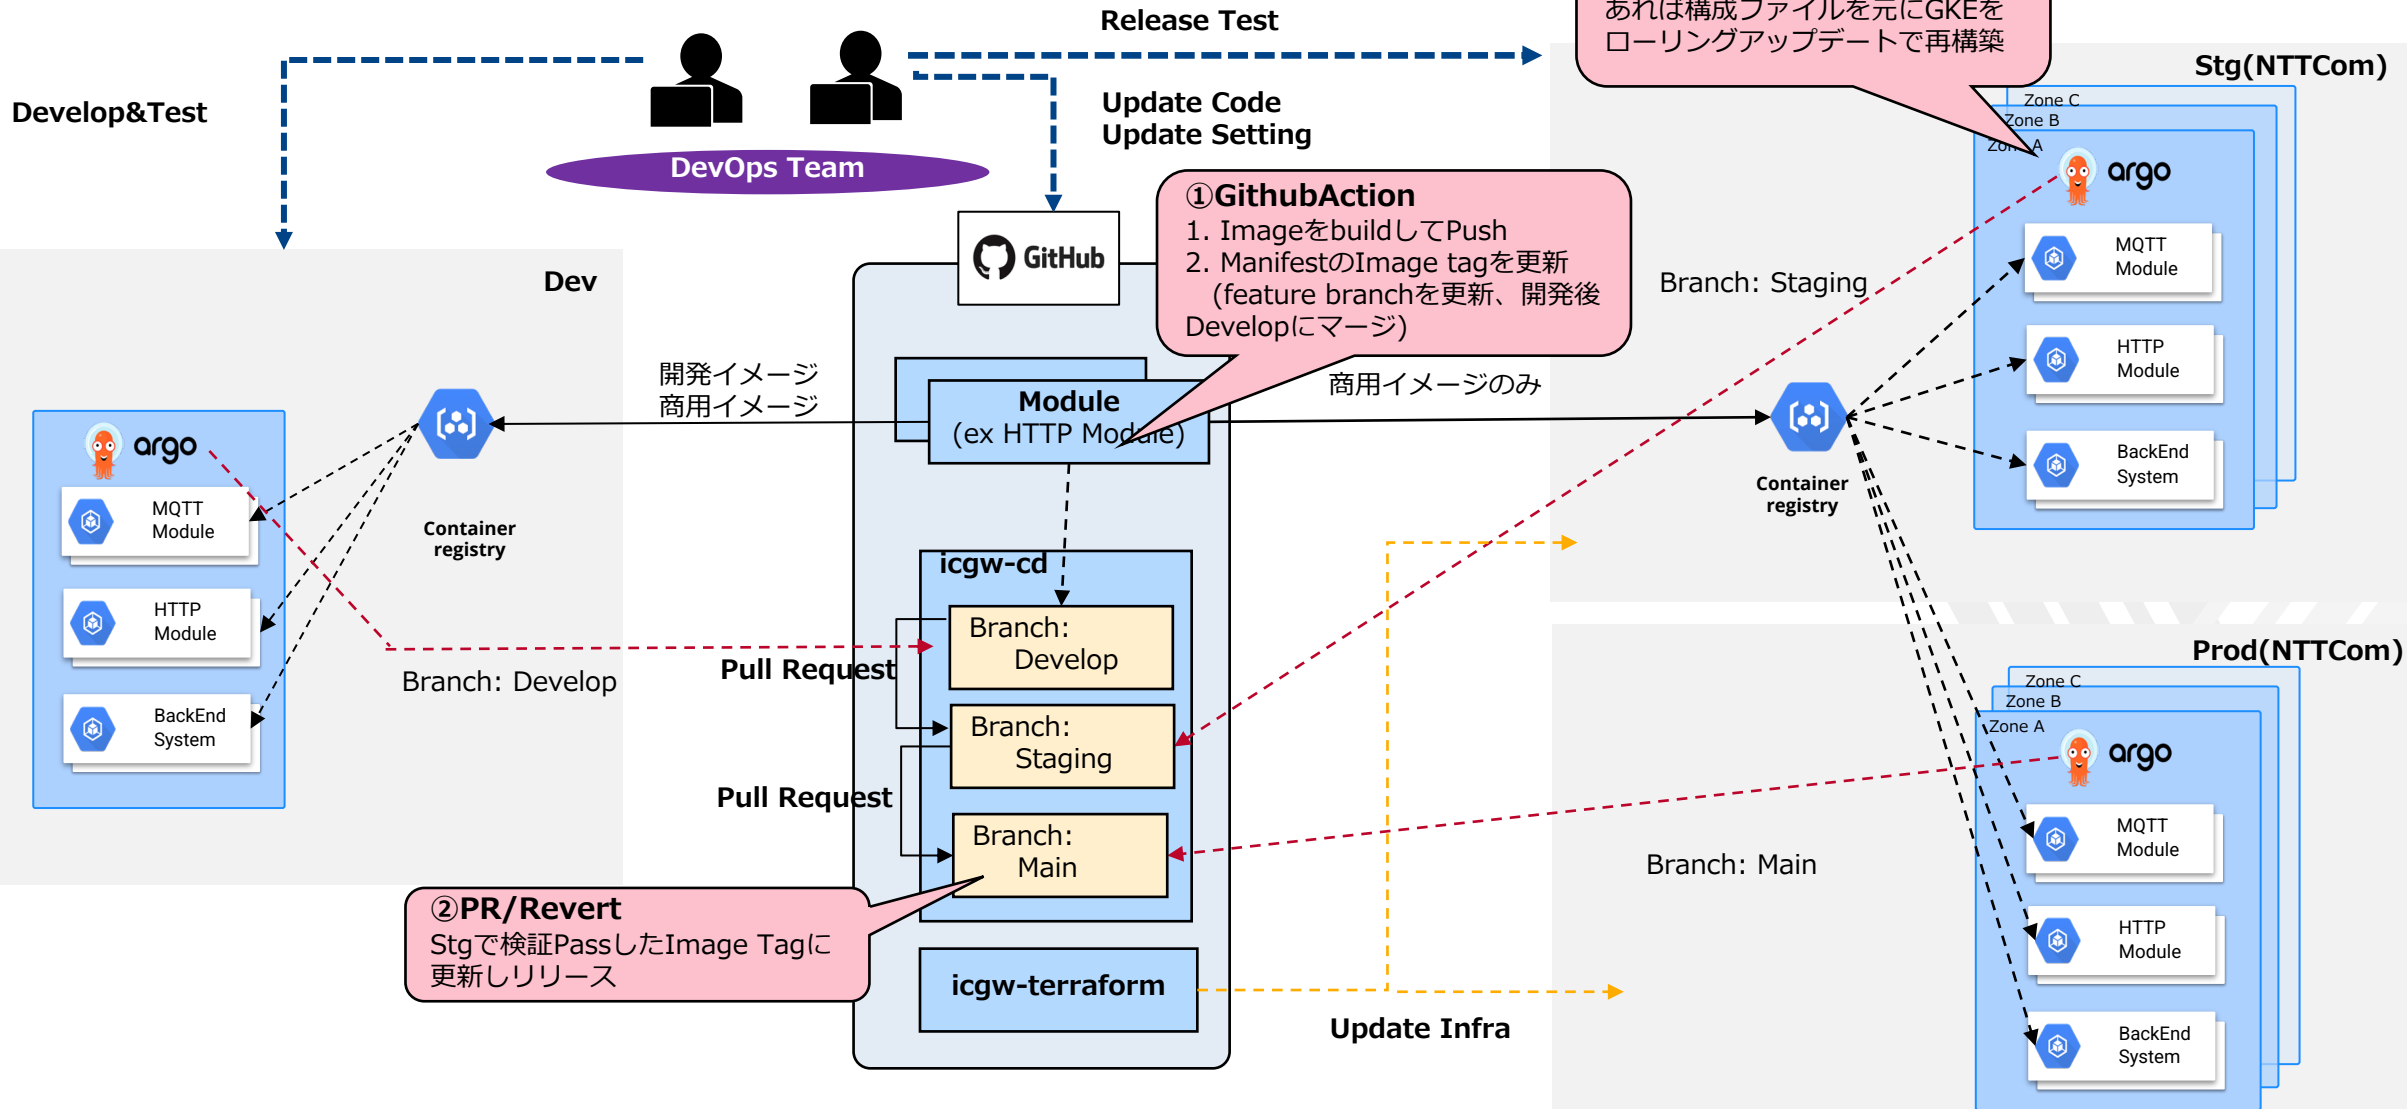 Release Test
あれば構成ファイルを元にGKEを
ローリングアップデートで再構築
Stg(NTTCom)
Develop&Test
Update Code
Update Setting
DevOps Team
Zone C
Zone B
Zone A
argo
①GithubAction
1. ImageをbuildしてPush
2. ManifestのImage tagを更新
(feature branchを更新、開発後
Developにマージ)
GitHub
MQTT
Module
HTTP
Module
BackEnd
System
Branch: Staging
Dev
開発イメージ
商用イメージ
商用イメージのみ
Module
(ex HTTP Module)
Container
registry
argo
MQTT
Module
HTTP
Module
BackEnd
System
Container
registry
icgw-cd
Branch:
Develop
Branch:
Staging
Branch:
Main
Pull Request
Pull Request
Branch: Develop
Prod(NTTCom)
Zone C
Zone B
Zone A
argo
MQTT
Module
HTTP
Module
BackEnd
System
Branch: Main
②PR/Revert
Stgで検証PassしたImage Tagに
更新しリリース
icgw-terraform
Update Infra